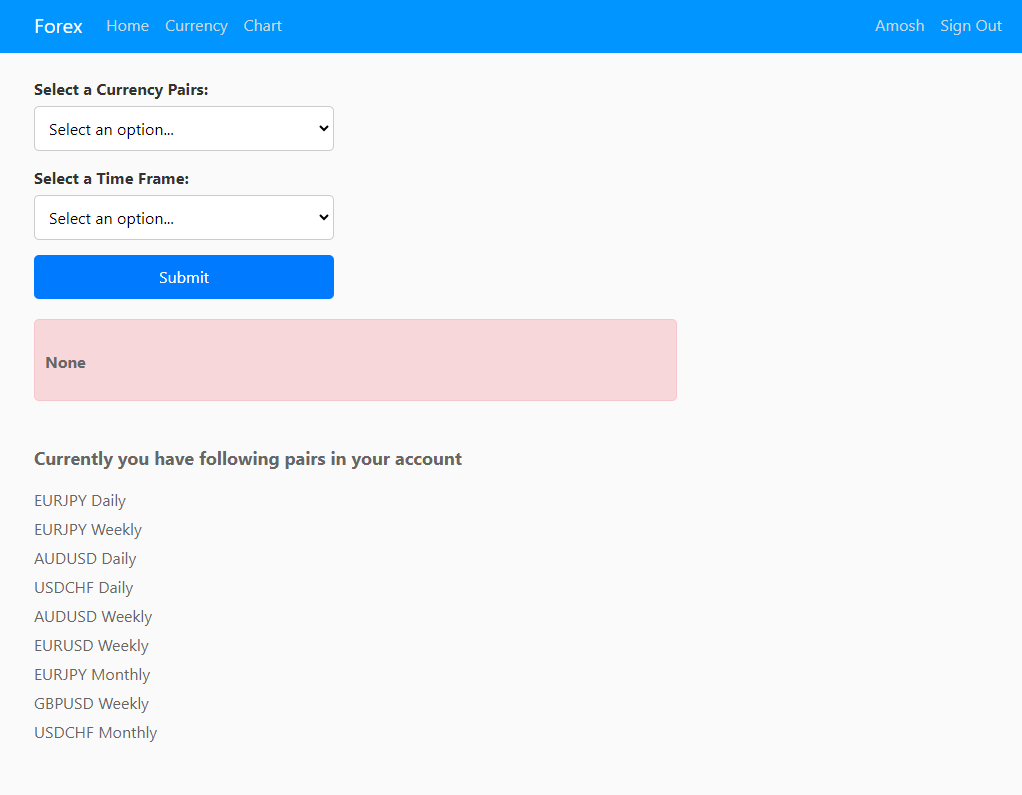 Forex Home Currency Chart Amosh Sign Out
Select a Currency Pairs:
Select an option...
Select a Time Frame:
Select an option...
Submit
None
Currently you have following pairs in your account
EURJPY Daily
EURJPY Weekly
AUDUSD Daily
USDCHF Daily
AUDUSD Weekly
EURUSD Weekly
EURJPY Monthly
GBPUSD Weekly
USDCHF Monthly